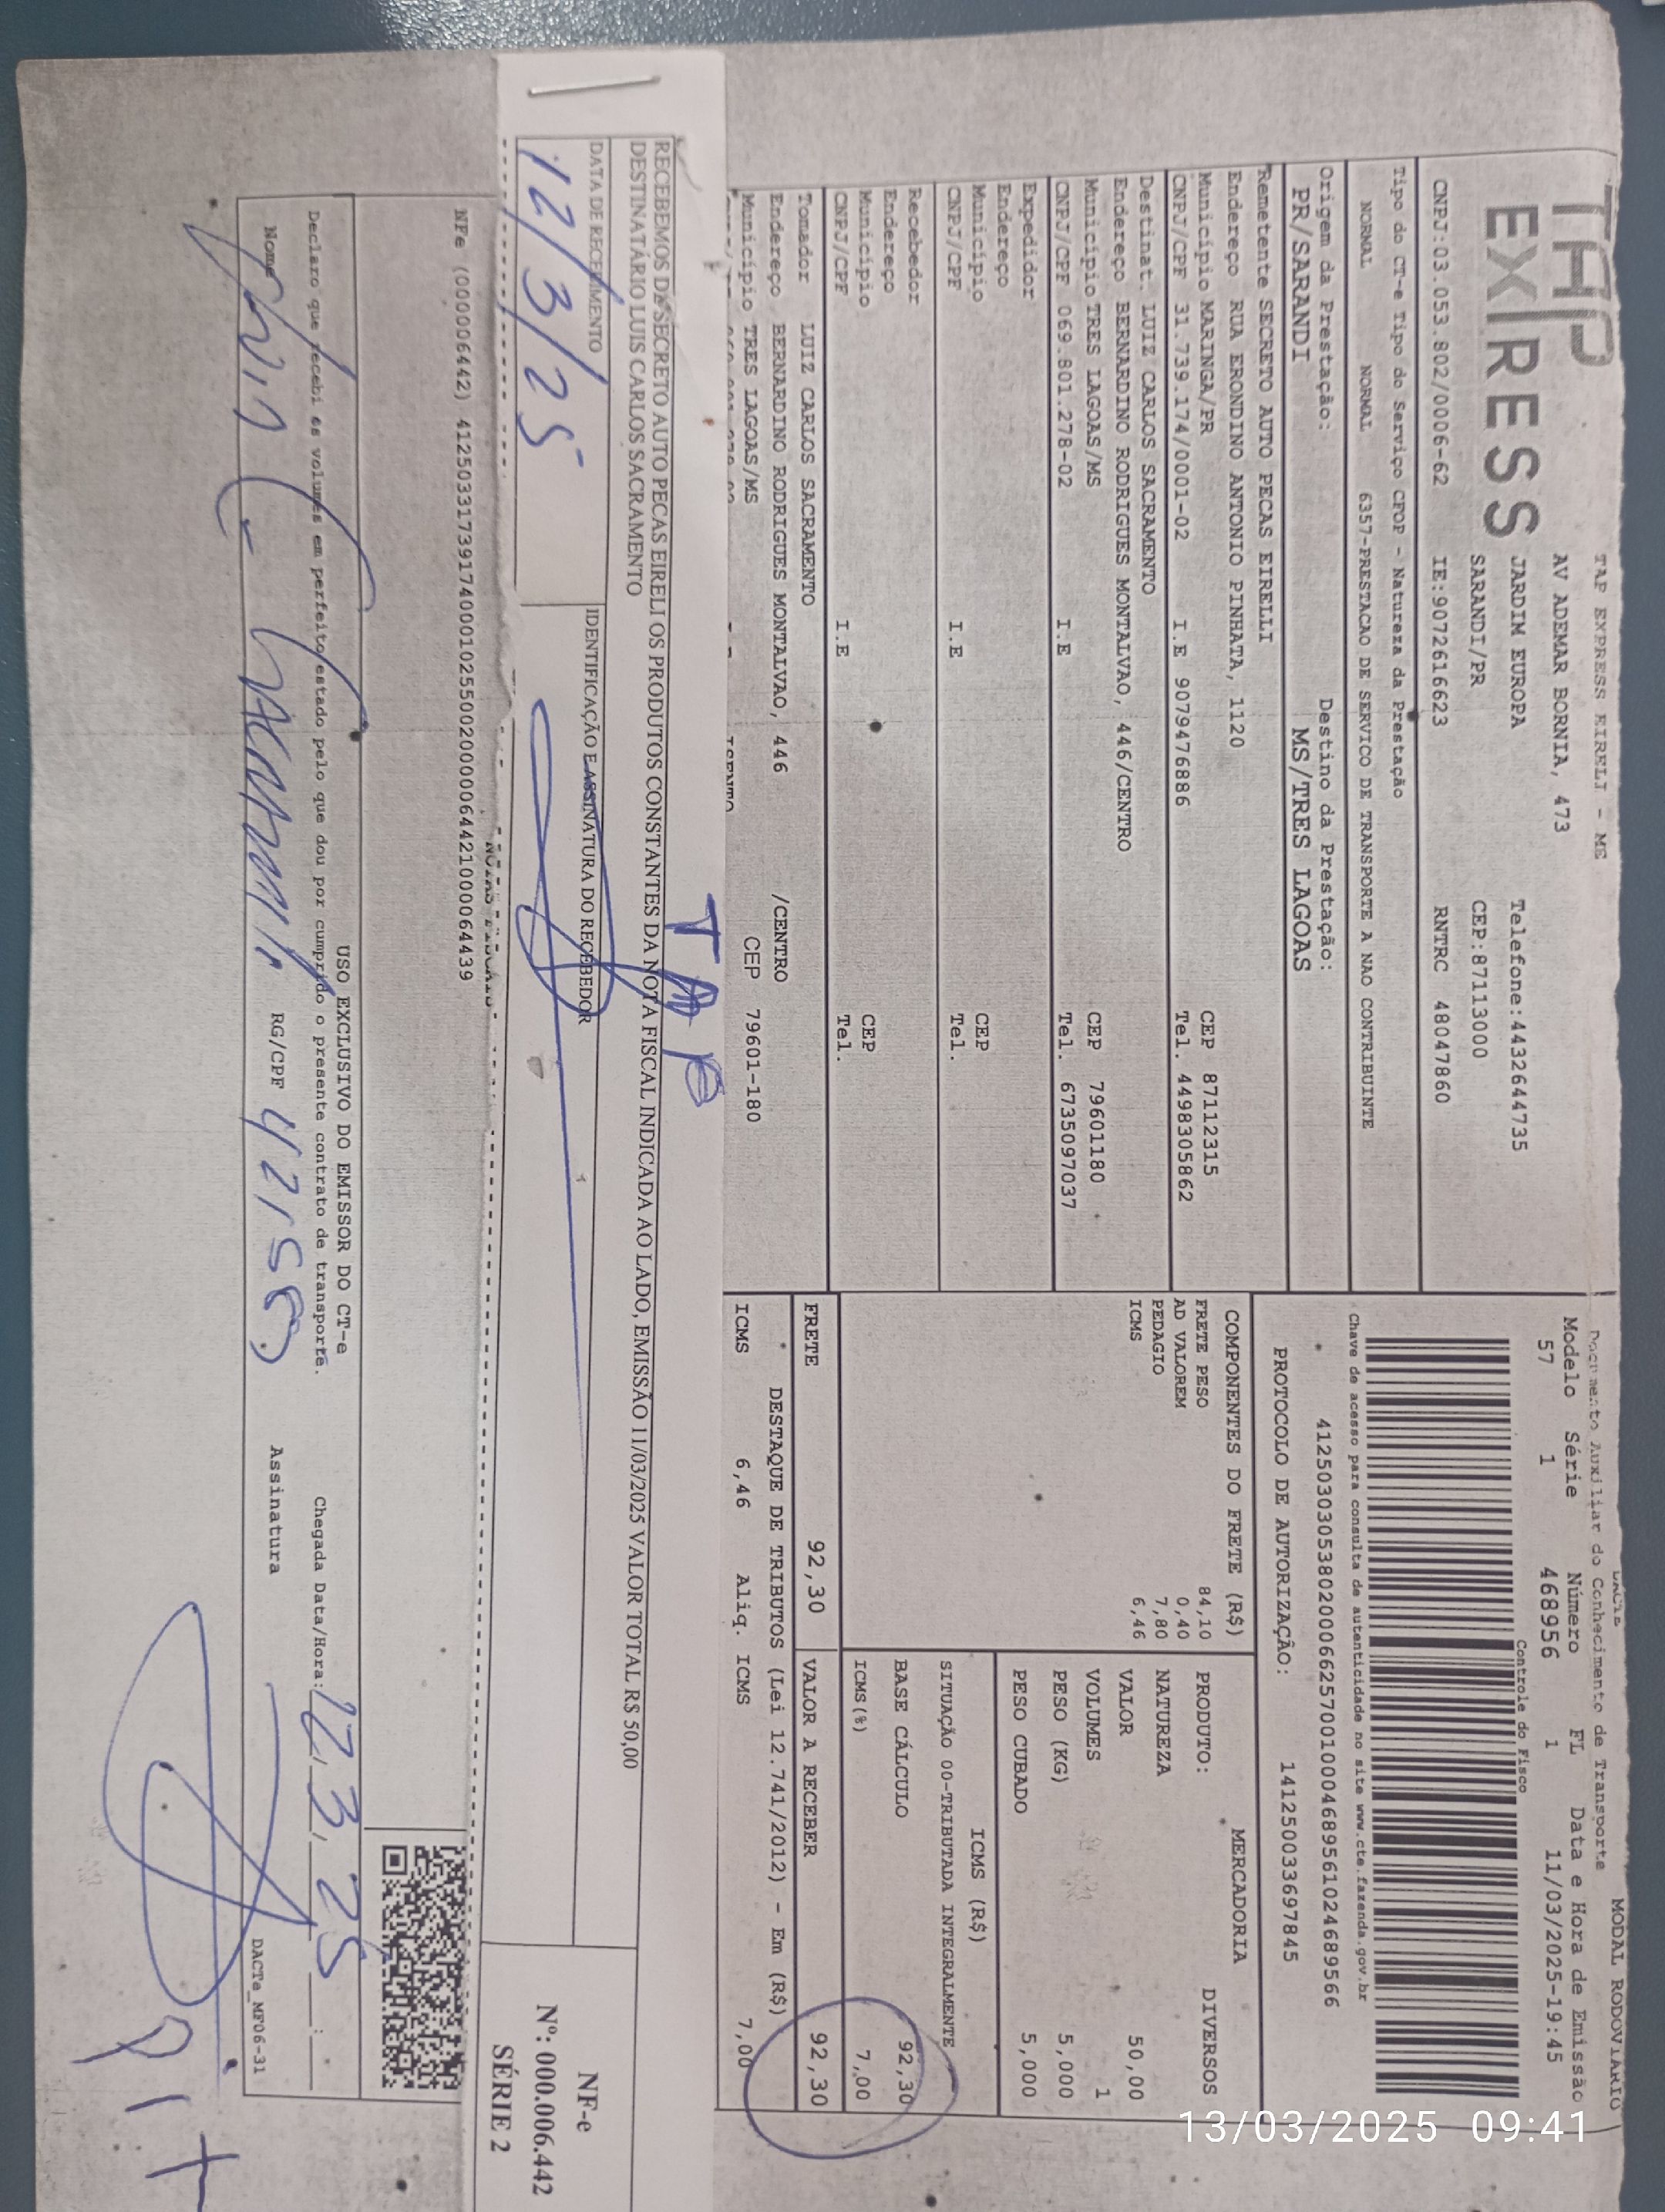 TAP EXPRESS EIRELI - ME
TAP
EXPRESS
AV ADEMAR BORNIA, 473
JARDIM EUROPA Telefone:4432644735
SARANDI/PR CEP:87113000
CNPJ:03.053.802/0006-62 IE:9072616623 RNTRC 48047860
MODAL RODOVIARIO
Documento Auxiliar do Conhecimento de Transporte
Modelo Série Número FL Data e Hora de Emissão
57 1 468956 1 11/03/2025-19:45
Controle do Fisco
Tipo do CT-e Tipo do Serviço CFOP - Natureza da Prestação
NORMAL NORMAL 6357-PRESTACAO DE SERVICO DE TRANSPORTE A NAO CONTRIBUINTE
Chave de acesso para consulta de autenticidade no site www.cte.fazenda.gov.br
41250303053802000662570010004689561024689566
Origem da Prestação: Destino da Prestação:
PR/SARANDI MS/TRES LAGOAS
PROTOCOLO DE AUTORIZAÇÃO: 141250033697845
Remetente SECRETO AUTO PECAS EIRELLI
Endereço RUA ERONDINO ANTONIO PINHATA, 1120
Município MARINGA/PR CEP 87112315
CNPJ/CPF 31.739.174/0001-02 I.E 9079476886 Tel. 44983058 62
Destinat. LUIZ CARLOS SACRAMENTO
Endereço BERNARDINO RODRIGUES MONTALVAO, 446/CENTRO
Município TRES LAGOAS/MS CEP 79601180
CNPJ/CPF 069.801.278-02 I.E Tel. 6735097037
Expedidor
Endereço
Município CEP
CNPJ/CPF I.E Tel.
Recebedor
Endereço
Município CEP
CNPJ/CPF I.E Tel.
Tomador LUIZ CARLOS SACRAMENTO
Endereço BERNARDINO RODRIGUES MONTALVAO, 446 /CENTRO
Município TRES LAGOAS/MS CEP 79601-180
COMPONENTES DO FRETE (R$)
FRETE PESO 84,10
AD VALOREM 0,40
PEDAGIO 7,80
ICMS 6,46
MERCADORIA
PRODUTO: DIVERSOS
NATUREZA
VALOR 50,00
VOLUMES 1
PESO (KG) 5,000
PESO CUBADO 5,000
ICMS (R$)
SITUAÇÃO 00-TRIBUTADA INTEGRALMENTE
BASE CÁLCULO 92,30
ICMS(%) 7,00
FRETE 92,30 VALOR A RECEBER 92,30
DESTAQUE DE TRIBUTOS (Lei 12.741/2012) - Em (R$)
ICMS 6,46 Aliq. ICMS 7,00
TAP
RECEBEMOS DA SECRETO AUTO PECAS EIRELI OS PRODUTOS CONSTANTES DA NOTA FISCAL INDICADA AO LADO, EMISSÃO 11/03/2025 VALOR TOTAL R$ 50,00
DESTINATÁRIO LUIS CARLOS SACRAMENTO
DATA DE RECEBIMENTO IDENTIFICAÇÃO E ASSINATURA DO RECEBEDOR
12/3/25
NF-e
Nº: 000.006.442
SÉRIE 2
NFe (000006442) 41250331739174000102550020000064421000064439
USO EXCLUSIVO DO EMISSOR DO CT-e
Declaro que recebi os volumes em perfeito estado pelo que dou por cumprido o presente contrato de transporte. Chegada Data/Hora: 12/3/25
Nome RG/CPF Assinatura
DACTe_MF06-31
13/03/2025 09:41